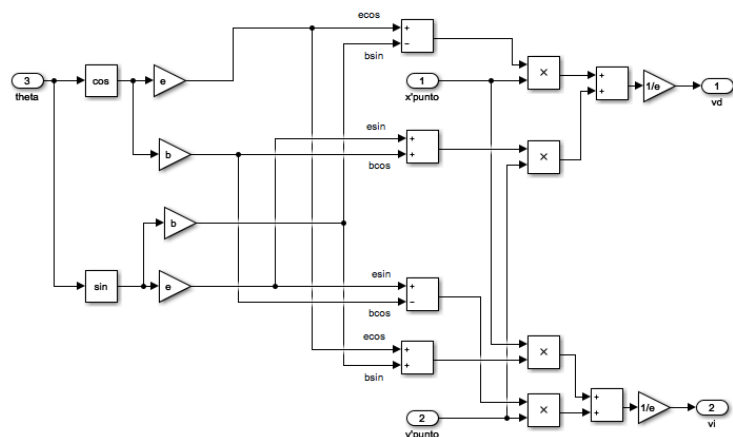 ecos
+
−
bsin
3
theta
cos
e
1
x'punto
×
+
+
1/e
1
vd
esin
+
+
bcos
b
×
b
sin
e
esin
+
−
bcos
ecos
+
+
bsin
×
2
y'punto
×
+
+
1/e
2
vi